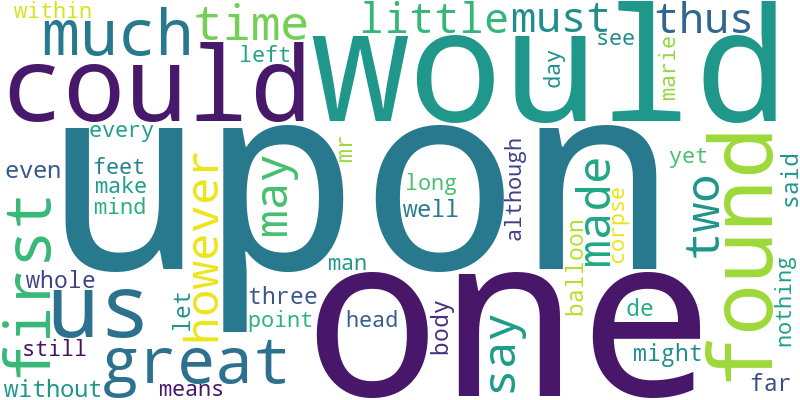 within
much
time
little
must
see
thus
could
left
would
day
marie
every
upon
mr
although
yet
found
said
even
feet
make
mind
may
long
well
made
corpse
two
first
however
whole
us
let
three
point
man
head
one
body
say
balloon
de
might
nothing
still
great
without
means
far